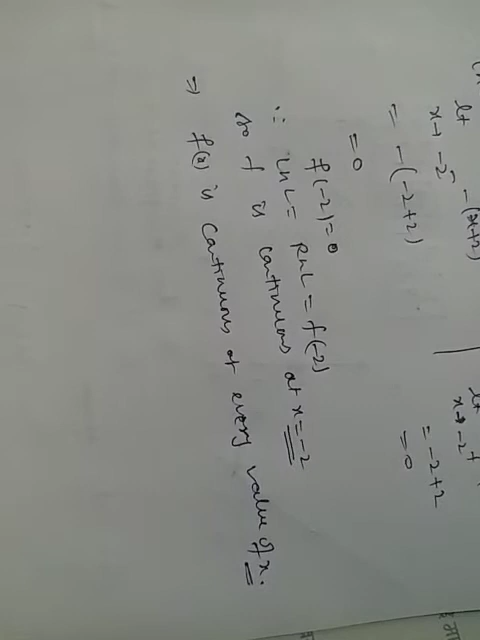 lt
x→ -2⁻ -(x+2)
= -(-2+2)
=0
lt
x→ -2⁺
= -2+2
=0
f(-2)=0
∵ LHL = RHL = f(-2)
so f is continuous at x=-2
⇒ f(x) is continuous at every value of x.